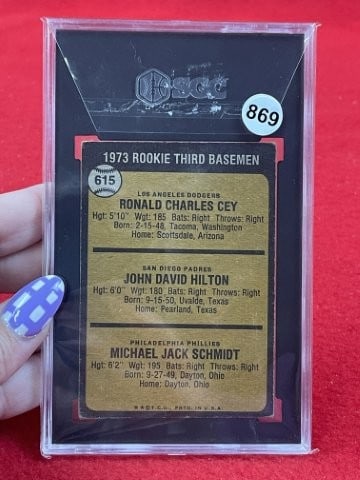 SGC
869
1973 ROOKIE THIRD BASEMEN
615
LOS ANGELES DODGERS
RONALD CHARLES CEY
Hgt: 5'10" Wgt: 185 Bats: Right Throws: Right
Born: 2-15-48, Tacoma, Washington
Home: Scottsdale, Arizona
SAN DIEGO PADRES
JOHN DAVID HILTON
Hgt: 6'0" Wgt: 180 Bats: Right Throws: Right
Born: 9-15-50, Uvalde, Texas
Home: Pearland, Texas
PHILADELPHIA PHILLIES
MICHAEL JACK SCHMIDT
Hgt: 6'2" Wgt: 195 Bats: Right Throws: Right
Born: 9-27-49, Dayton, Ohio
Home: Dayton, Ohio
★★©T.C.G., PRTD. IN U.S.A.